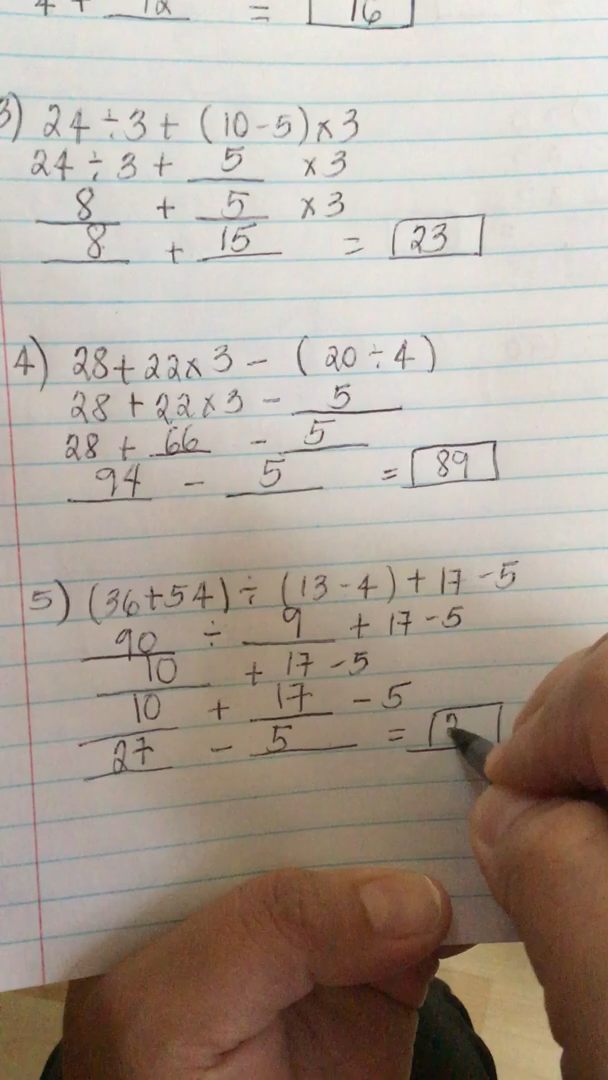 4 + 12 = 16
3) 24 ÷ 3 + (10 - 5) × 3
24 ÷ 3 + 5 × 3
8 + 5 × 3
8 + 15 = 23
4) 28 + 22 × 3 - (20 ÷ 4)
28 + 22 × 3 - 5
28 + 66 - 5
94 - 5 = 89
5) (36 + 54) ÷ (13 - 4) + 17 - 5
90 ÷ 9 + 17 - 5
10 + 17 - 5
10 + 17 - 5
27 - 5 = 2